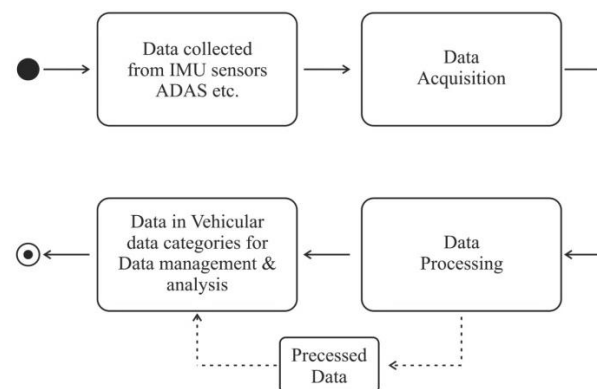 Data collected
from IMU sensors
ADAS etc.
Data
Acquisition
Data in Vehicular
data categories for
Data management &
analysis
Data
Processing
Precessed
Data